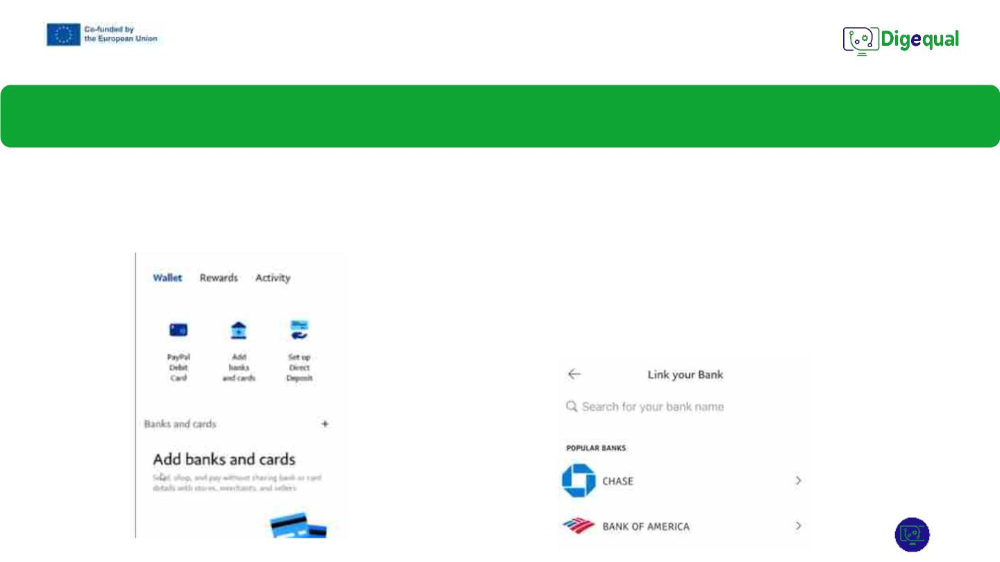 Co-funded by
the European Union
Digequal
Wallet Rewards Activity
PayPal
Debit
Card
Add
banks
and cards
Set up
Direct
Deposit
Banks and cards +
Add banks and cards
Send, shop, and pay without sharing bank or card
details with stores, merchants, and sellers
Link your Bank
Search for your bank name
POPULAR BANKS
CHASE
BANK OF AMERICA